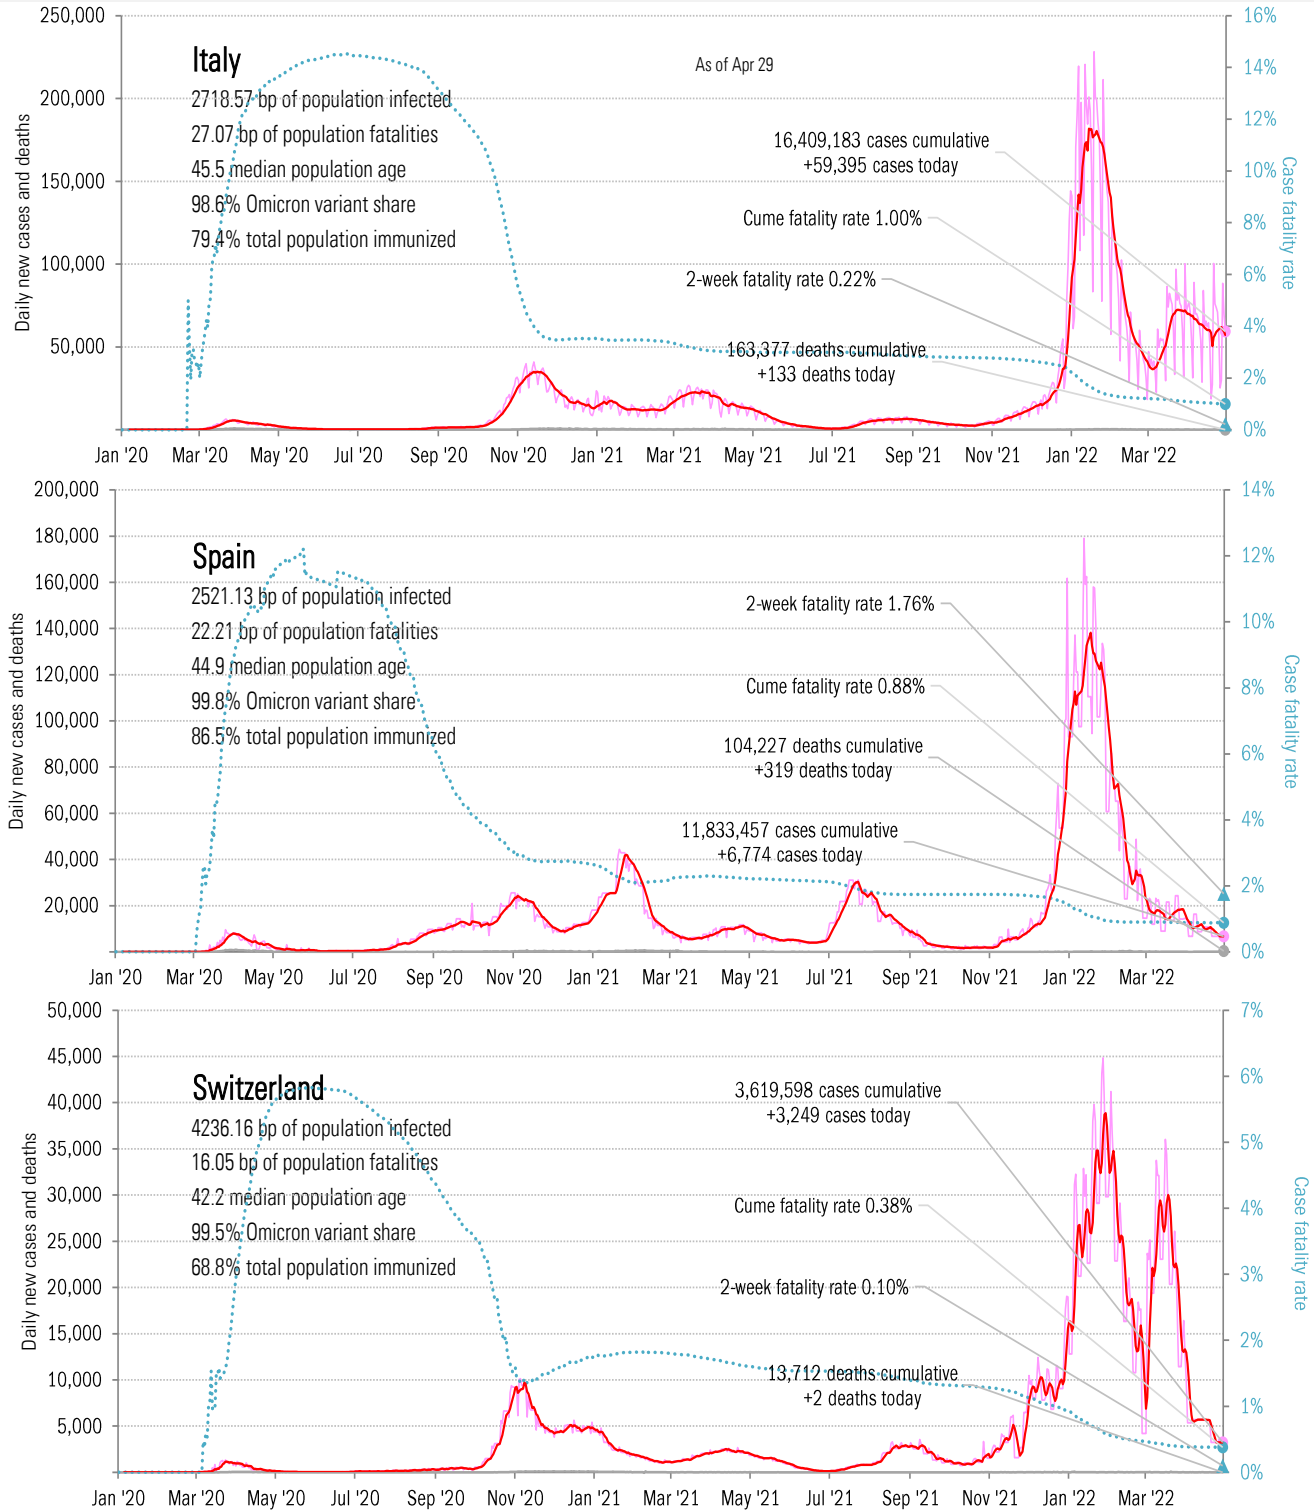 250,000
16%
Italy
As of Apr 29
14%
2718.57 bp of population infected
200,000
27.07 bp of population fatalities
12%
16,409,183 cases cumulative
+59,395 cases today
45.5 median population age
150,000
10%
98.6% Omicron variant share
Cume fatality rate 1.00%
8%
79.4% total population immunized
100,000
2-week fatality rate 0.22%
6%
Daily new cases and deaths
Case fatality rate
4%
50,000
163,377 deaths cumulative
+133 deaths today
2%
0%
Jan '20 Mar '20 May '20 Jul '20 Sep '20 Nov '20 Jan '21 Mar '21 May '21 Jul '21 Sep '21 Nov '21 Jan '22 Mar '22
200,000
14%
180,000
Spain
12%
160,000
2521.13 bp of population infected
2-week fatality rate 1.76%
22.21 bp of population fatalities
140,000
10%
44.9 median population age
120,000
Cume fatality rate 0.88%
8%
99.8% Omicron variant share
100,000
86.5% total population immunized
104,227 deaths cumulative
+319 deaths today
6%
80,000
Daily new cases and deaths
Case fatality rate
60,000
11,833,457 cases cumulative
+6,774 cases today
4%
40,000
2%
20,000
0%
Jan '20 Mar '20 May '20 Jul '20 Sep '20 Nov '20 Jan '21 Mar '21 May '21 Jul '21 Sep '21 Nov '21 Jan '22 Mar '22
50,000
7%
45,000
Switzerland
6%
3,619,598 cases cumulative
+3,249 cases today
40,000
4236.16 bp of population infected
35,000
5%
16.05 bp of population fatalities
42.2 median population age
30,000
Cume fatality rate 0.38%
4%
99.5% Omicron variant share
25,000
68.8% total population immunized
3%
20,000
2-week fatality rate 0.10%
Daily new cases and deaths
Case fatality rate
15,000
2%
10,000
13,712 deaths cumulative
+2 deaths today
1%
5,000
0%
Jan '20 Mar '20 May '20 Jul '20 Sep '20 Nov '20 Jan '21 Mar '21 May '21 Jul '21 Sep '21 Nov '21 Jan '22 Mar '22